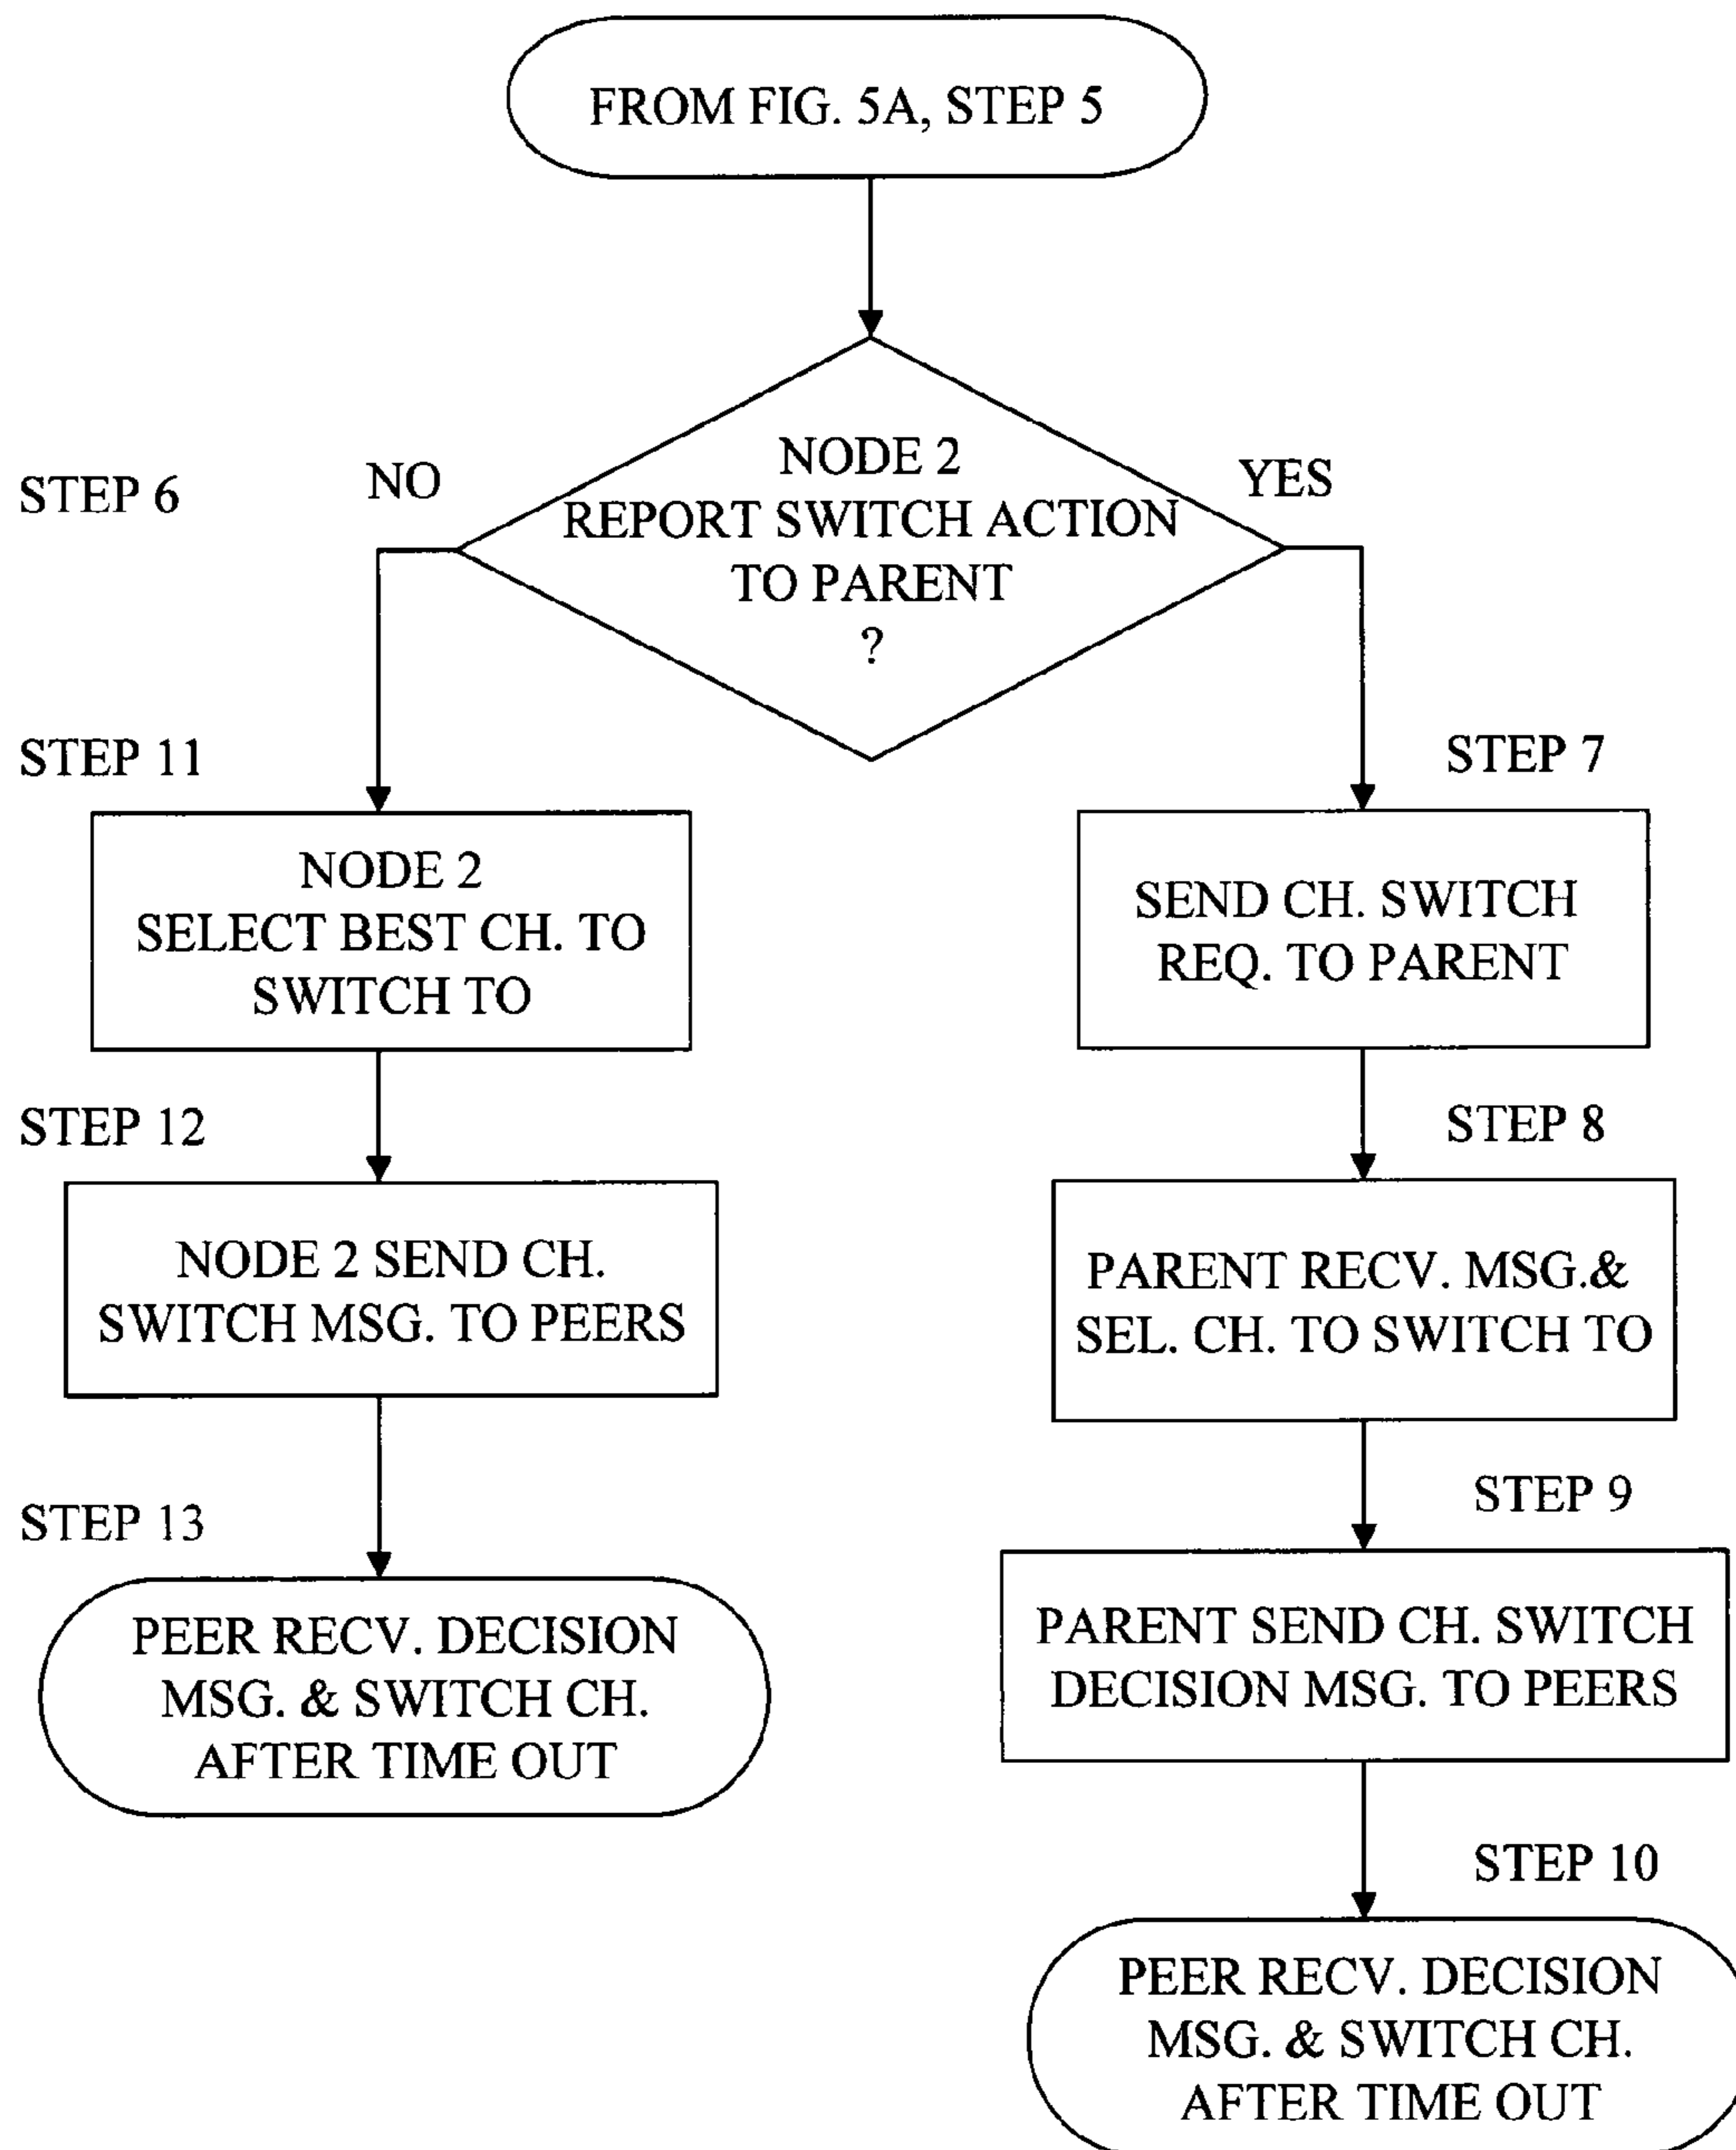 FROM FIG. 5A, STEP 5
STEP 6
NO
NODE 2
REPORT SWITCH ACTION
TO PARENT
?
YES
STEP 11
NODE 2
SELECT BEST CH. TO
SWITCH TO
STEP 12
NODE 2 SEND CH.
SWITCH MSG. TO PEERS
STEP 13
PEER RECV. DECISION
MSG. & SWITCH CH.
AFTER TIME OUT
STEP 7
SEND CH. SWITCH
REQ. TO PARENT
STEP 8
PARENT RECV. MSG.&
SEL. CH. TO SWITCH TO
STEP 9
PARENT SEND CH. SWITCH
DECISION MSG. TO PEERS
STEP 10
PEER RECV. DECISION
MSG. & SWITCH CH.
AFTER TIME OUT